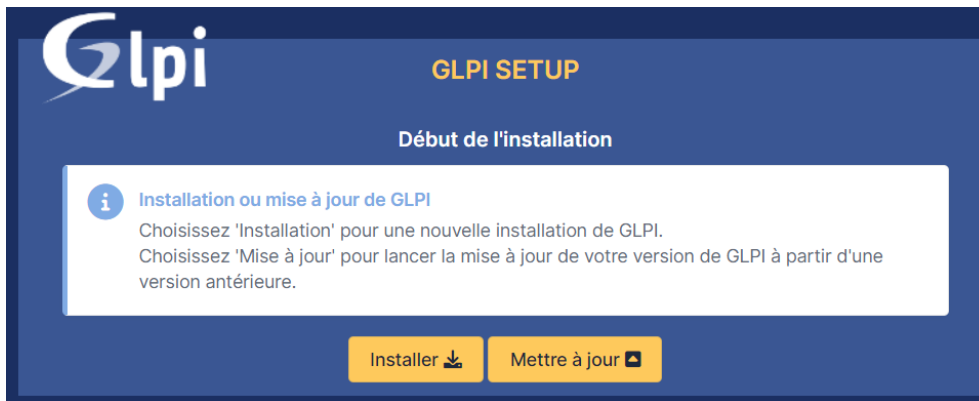 Glpi
GLPI SETUP
Début de l'installation
Installation ou mise à jour de GLPI
Choisissez 'Installation' pour une nouvelle installation de GLPI.
Choisissez 'Mise à jour' pour lancer la mise à jour de votre version de GLPI à partir d'une
version antérieure.
Installer
Mettre à jour